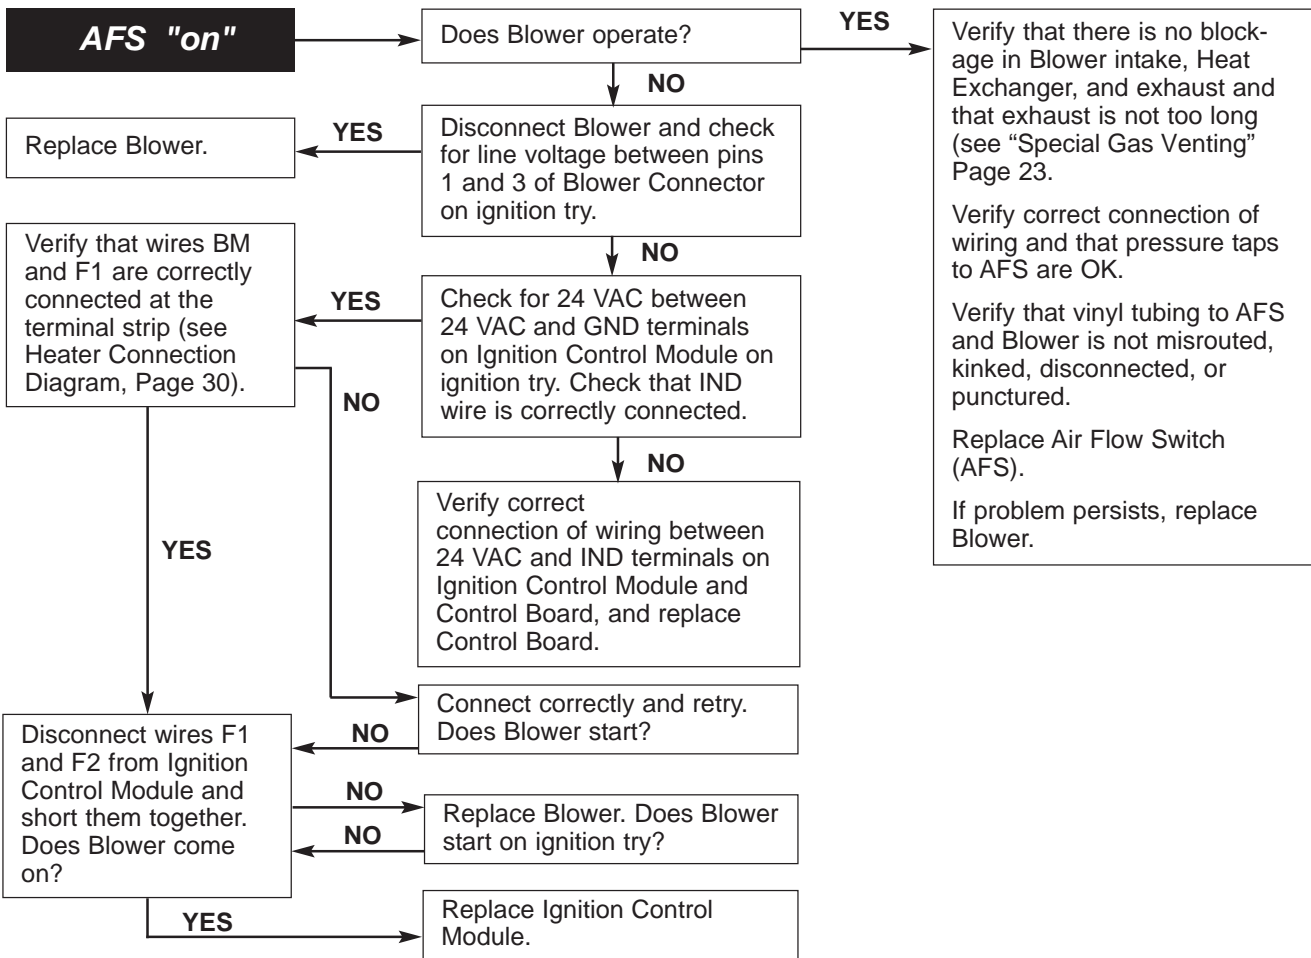 AFS "on"
Does Blower operate?
YES
Verify that there is no block-
age in Blower intake, Heat
Exchanger, and exhaust and
that exhaust is not too long
(see “Special Gas Venting”
Page 23.
Verify correct connection of
wiring and that pressure taps
to AFS are OK.
Verify that vinyl tubing to AFS
and Blower is not misrouted,
kinked, disconnected, or
punctured.
Replace Air Flow Switch
(AFS).
If problem persists, replace
Blower.
NO
Disconnect Blower and check
for line voltage between pins
1 and 3 of Blower Connector
on ignition try.
YES
Replace Blower.
NO
Check for 24 VAC between
24 VAC and GND terminals
on Ignition Control Module on
ignition try. Check that IND
wire is correctly connected.
YES
Verify that wires BM
and F1 are correctly
connected at the
terminal strip (see
Heater Connection
Diagram, Page 30).
NO
NO
Verify correct
connection of wiring between
24 VAC and IND terminals on
Ignition Control Module and
Control Board, and replace
Control Board.
YES
Connect correctly and retry.
Does Blower start?
NO
Disconnect wires F1
and F2 from Ignition
Control Module and
short them together.
Does Blower come
on?
NO
Replace Blower. Does Blower
start on ignition try?
NO
YES
Replace Ignition Control
Module.